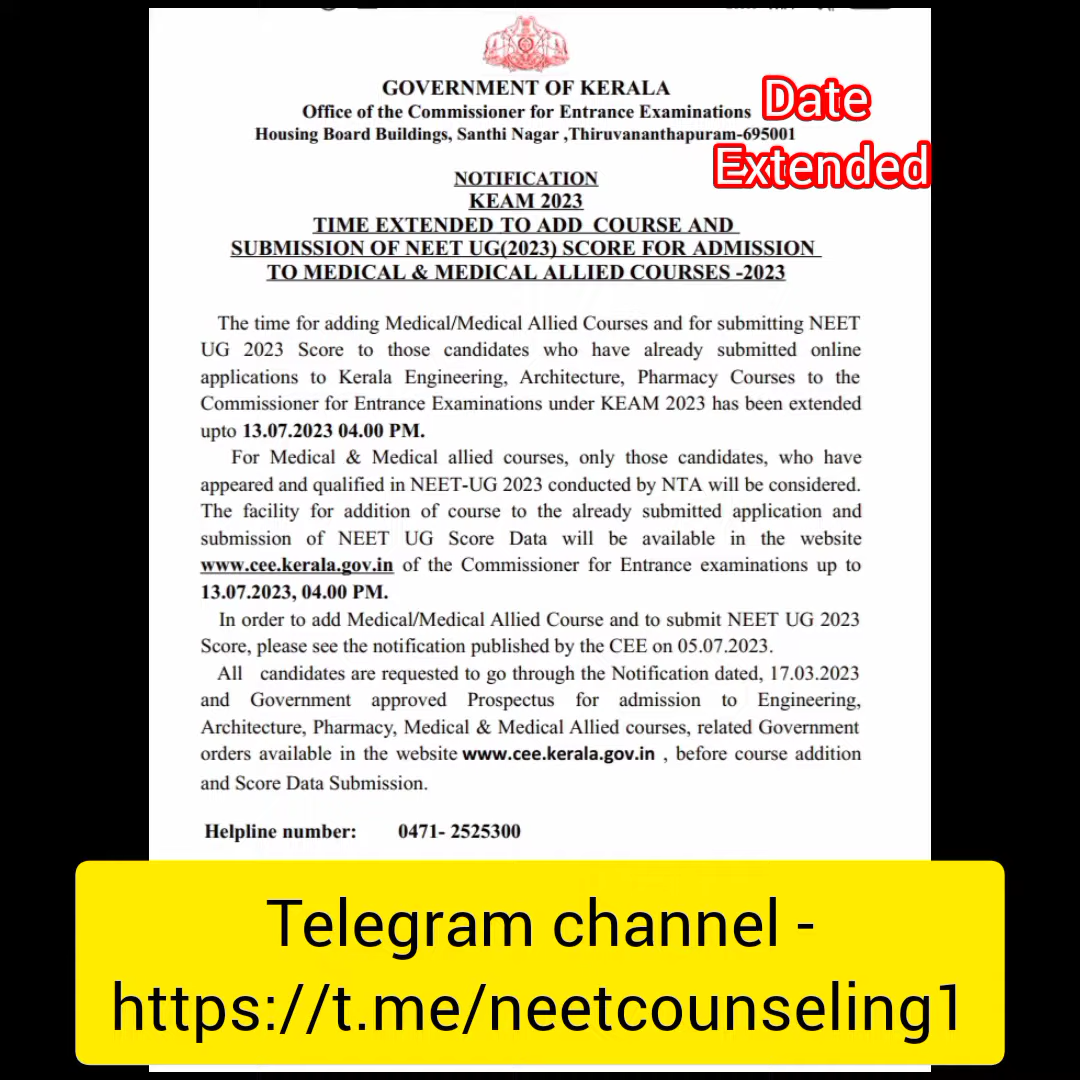 GOVERNMENT OF KERALA
Office of the Commissioner for Entrance Examinations
Housing Board Buildings, Santhi Nagar ,Thiruvananthapuram-695001
Date
Extended
NOTIFICATION
KEAM 2023
TIME EXTENDED TO ADD COURSE AND
SUBMISSION OF NEET UG(2023) SCORE FOR ADMISSION
TO MEDICAL & MEDICAL ALLIED COURSES -2023
The time for adding Medical/Medical Allied Courses and for submitting NEET
UG 2023 Score to those candidates who have already submitted online
applications to Kerala Engineering, Architecture, Pharmacy Courses to the
Commissioner for Entrance Examinations under KEAM 2023 has been extended
upto 13.07.2023 04.00 PM.
For Medical & Medical allied courses, only those candidates, who have
appeared and qualified in NEET-UG 2023 conducted by NTA will be considered.
The facility for addition of course to the already submitted application and
submission of NEET UG Score Data will be available in the website
www.cee.kerala.gov.in of the Commissioner for Entrance examinations up to
13.07.2023, 04.00 PM.
In order to add Medical/Medical Allied Course and to submit NEET UG 2023
Score, please see the notification published by the CEE on 05.07.2023.
All candidates are requested to go through the Notification dated, 17.03.2023
and Government approved Prospectus for admission to Engineering,
Architecture, Pharmacy, Medical & Medical Allied courses, related Government
orders available in the website www.cee.kerala.gov.in , before course addition
and Score Data Submission.
Helpline number: 0471- 2525300
Telegram channel -
https://t.me/neetcounseling1